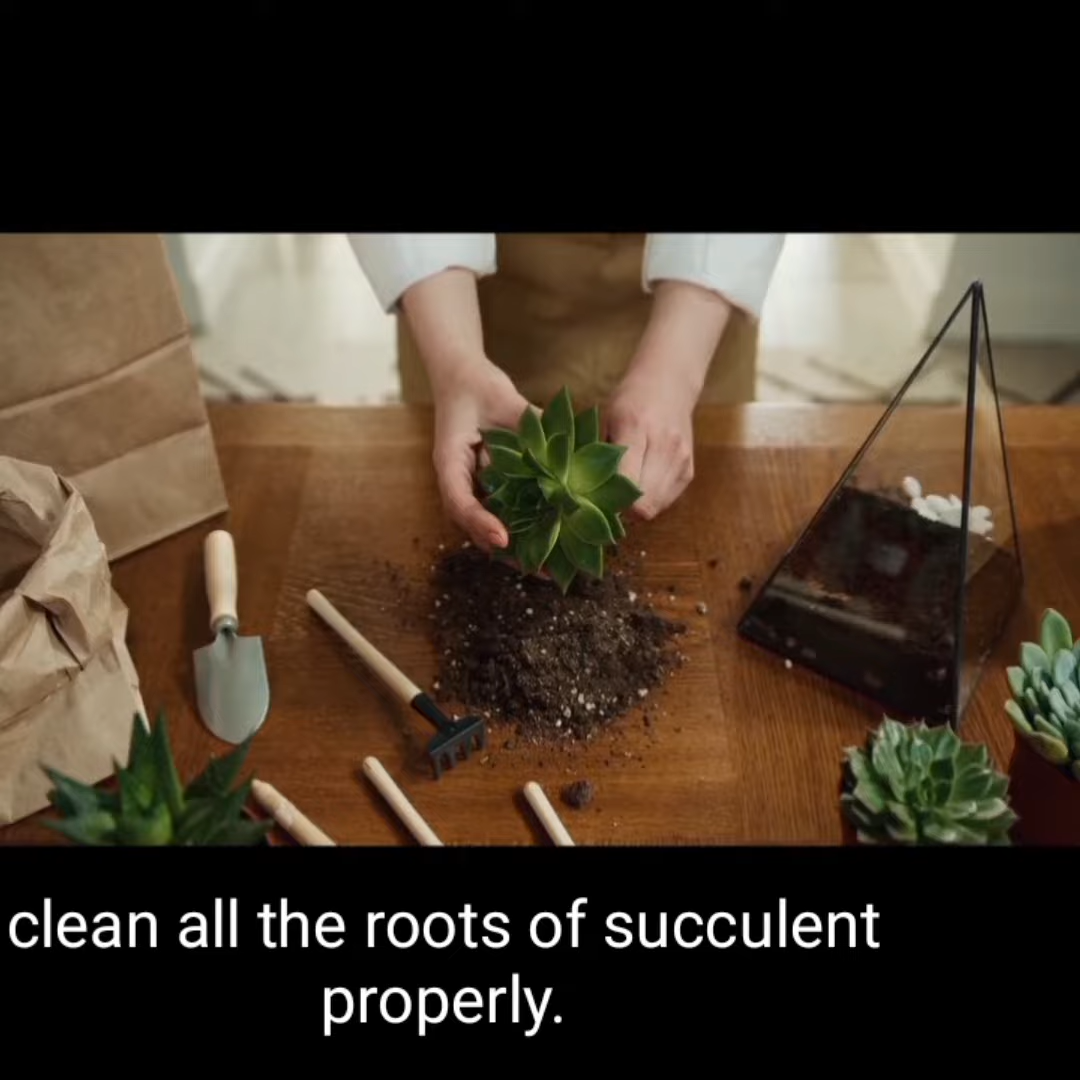 clean all the roots of succulent
properly.